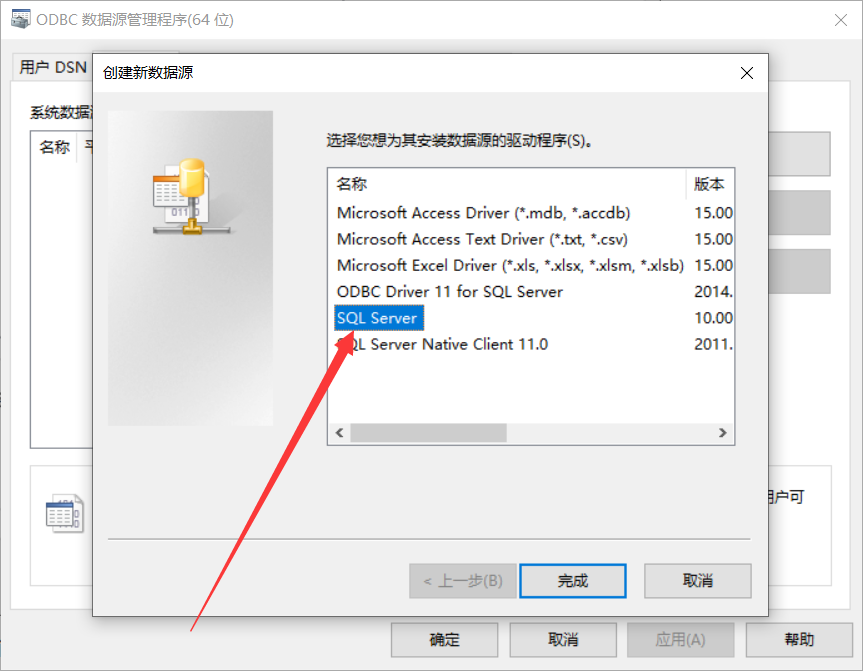 ODBC 数据源管理程序(64 位)
用户 DSN
创建新数据源
系统数据
名称
选择您想为其安装数据源的驱动程序(S)。
名称 版本
Microsoft Access Driver (*.mdb, *.accdb) 15.00
Microsoft Access Text Driver (*.txt, *.csv) 15.00
Microsoft Excel Driver (*.xls, *.xlsx, *.xlsm, *.xlsb) 15.00
ODBC Driver 11 for SQL Server 2014.
SQL Server 10.00
SQL Server Native Client 11.0 2011.
用户可
< 上一步(B) 完成 取消
确定 取消 应用(A) 帮助